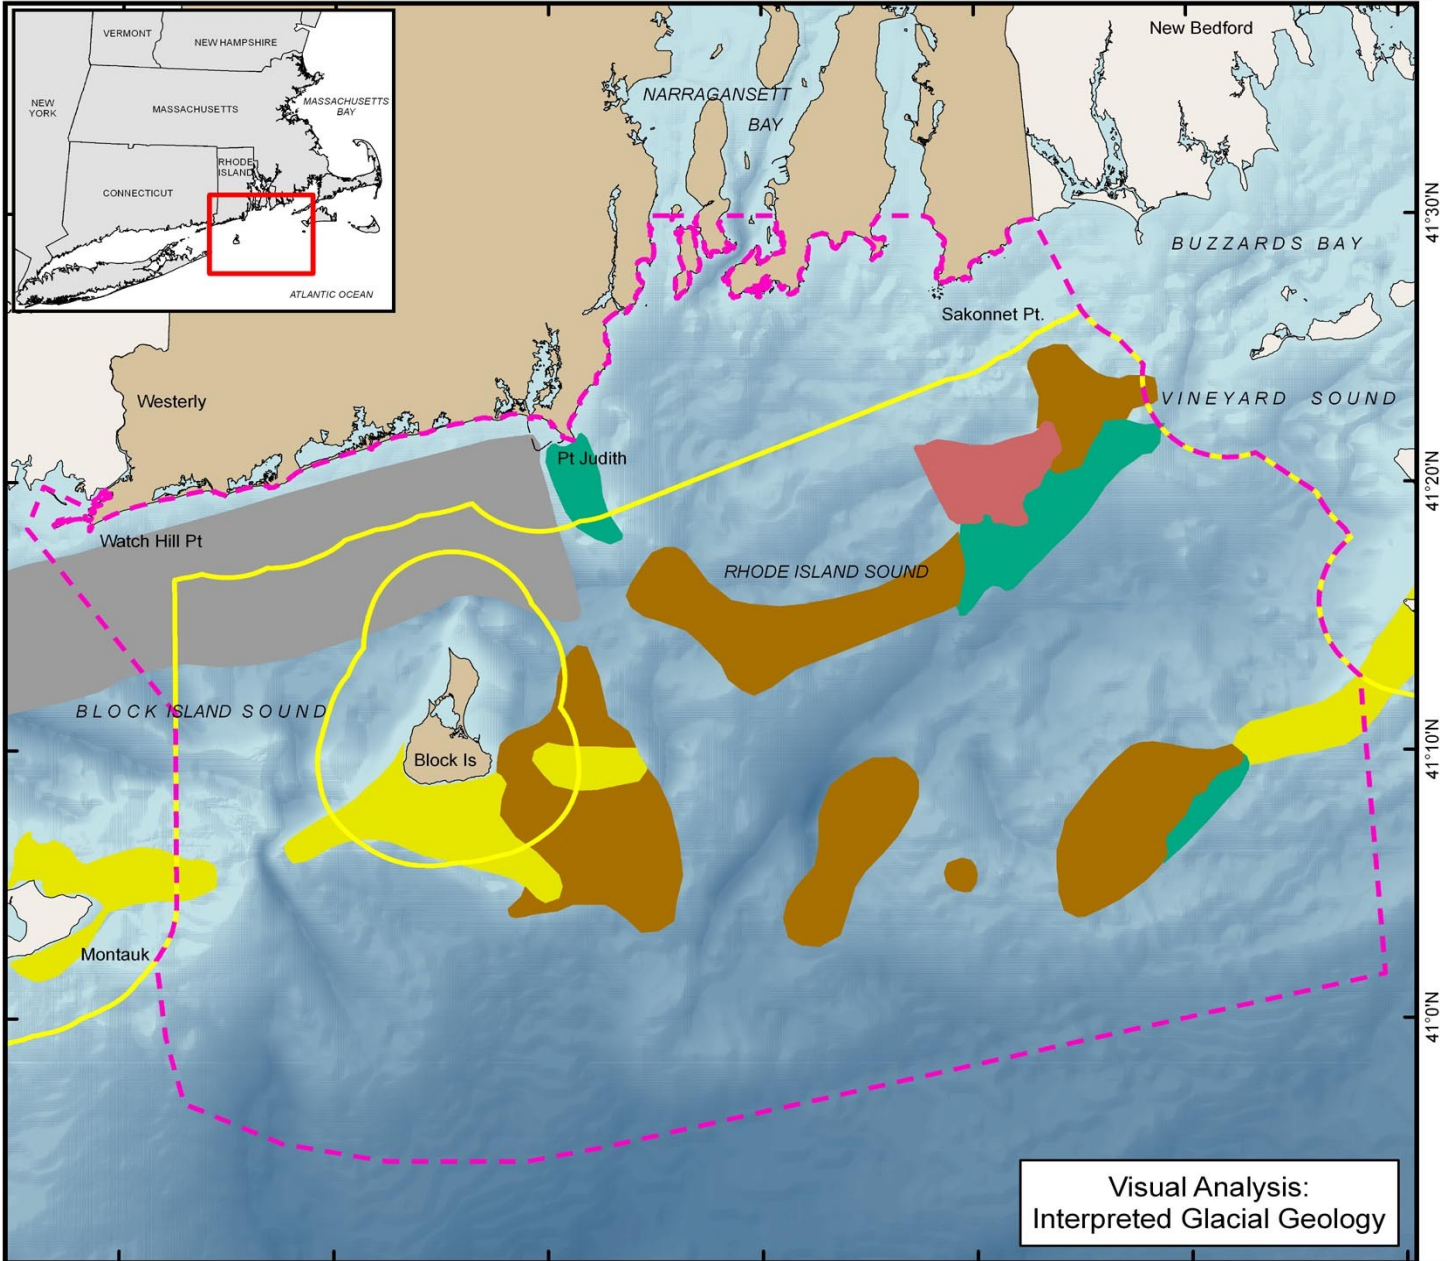 VERMONT
NEW HAMPSHIRE
NEW
YORK
MASSACHUSETTS
MASSACHUSETTS
BAY
RHODE
ISLAND
CONNECTICUT
ATLANTIC OCEAN
New Bedford
NARRAGANSETT
BAY
41°30'N
BUZZARDS BAY
Sakonnet Pt.
Westerly
VINEYARD SOUND
Pt Judith
41°20'N
Watch Hill Pt
RHODE ISLAND SOUND
BLOCK ISLAND SOUND
Block Is
41°10'N
Montauk
41°0'N
Visual Analysis:
Interpreted Glacial Geology